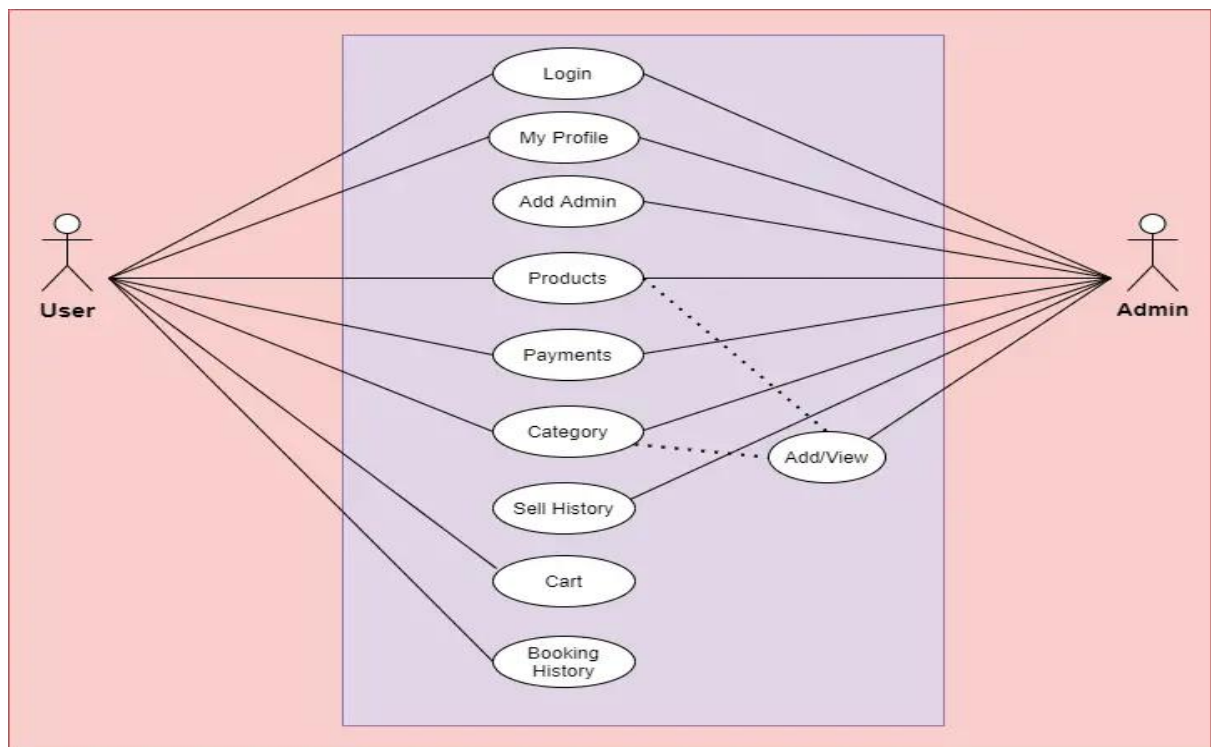 Login
My Profile
Add Admin
Products
User
Admin
Payments
Category
Add/View
Sell History
Cart
Booking
History